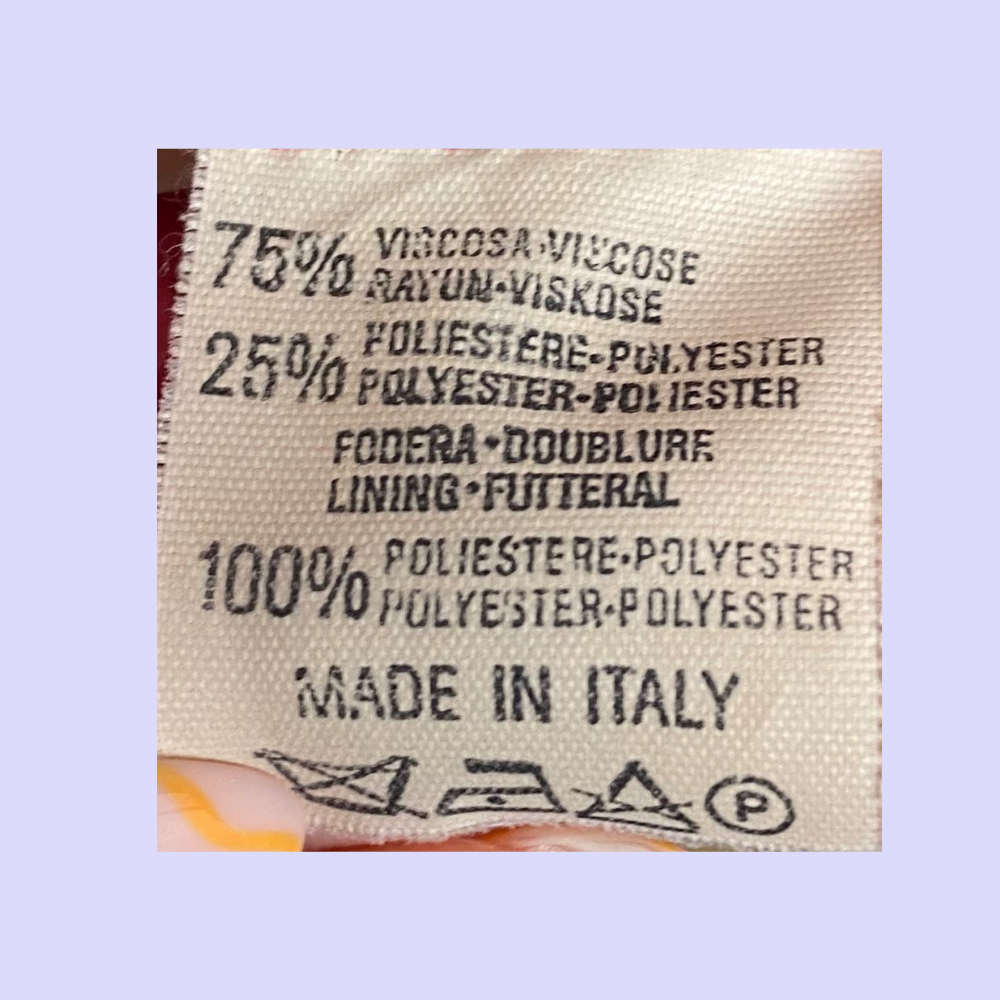 75% VISCOSA•VISCOSE
RAYON•VISKOSE
25% POLIESTERE•POLYESTER
POLYESTER•POLIESTER
FODERA•DOUBLURE
LINING•FUTTERAL
100% POLIESTERE•POLYESTER
POLYESTER•POLYESTER
MADE IN ITALY
P